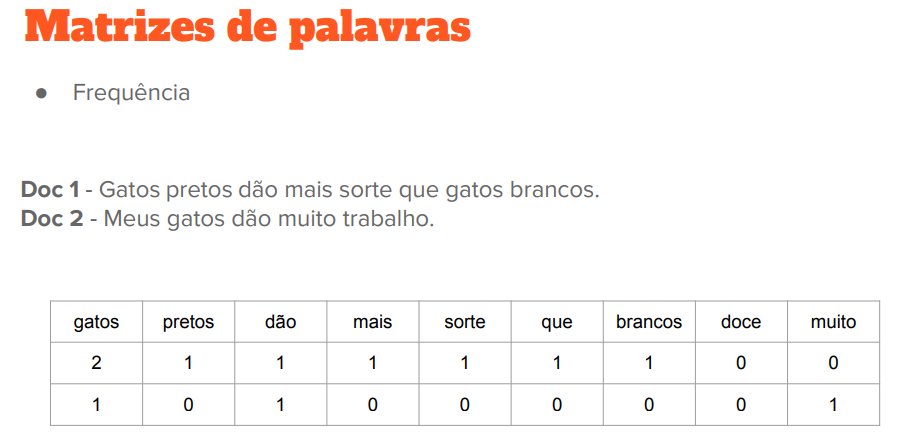 Matrizes de palavras
● Frequência
Doc 1 - Gatos pretos dão mais sorte que gatos brancos.
Doc 2 - Meus gatos dão muito trabalho.
gatos pretos dão mais sorte que brancos doce muito
2 1 1 1 1 1 1 0 0
1 0 1 0 0 0 0 0 1